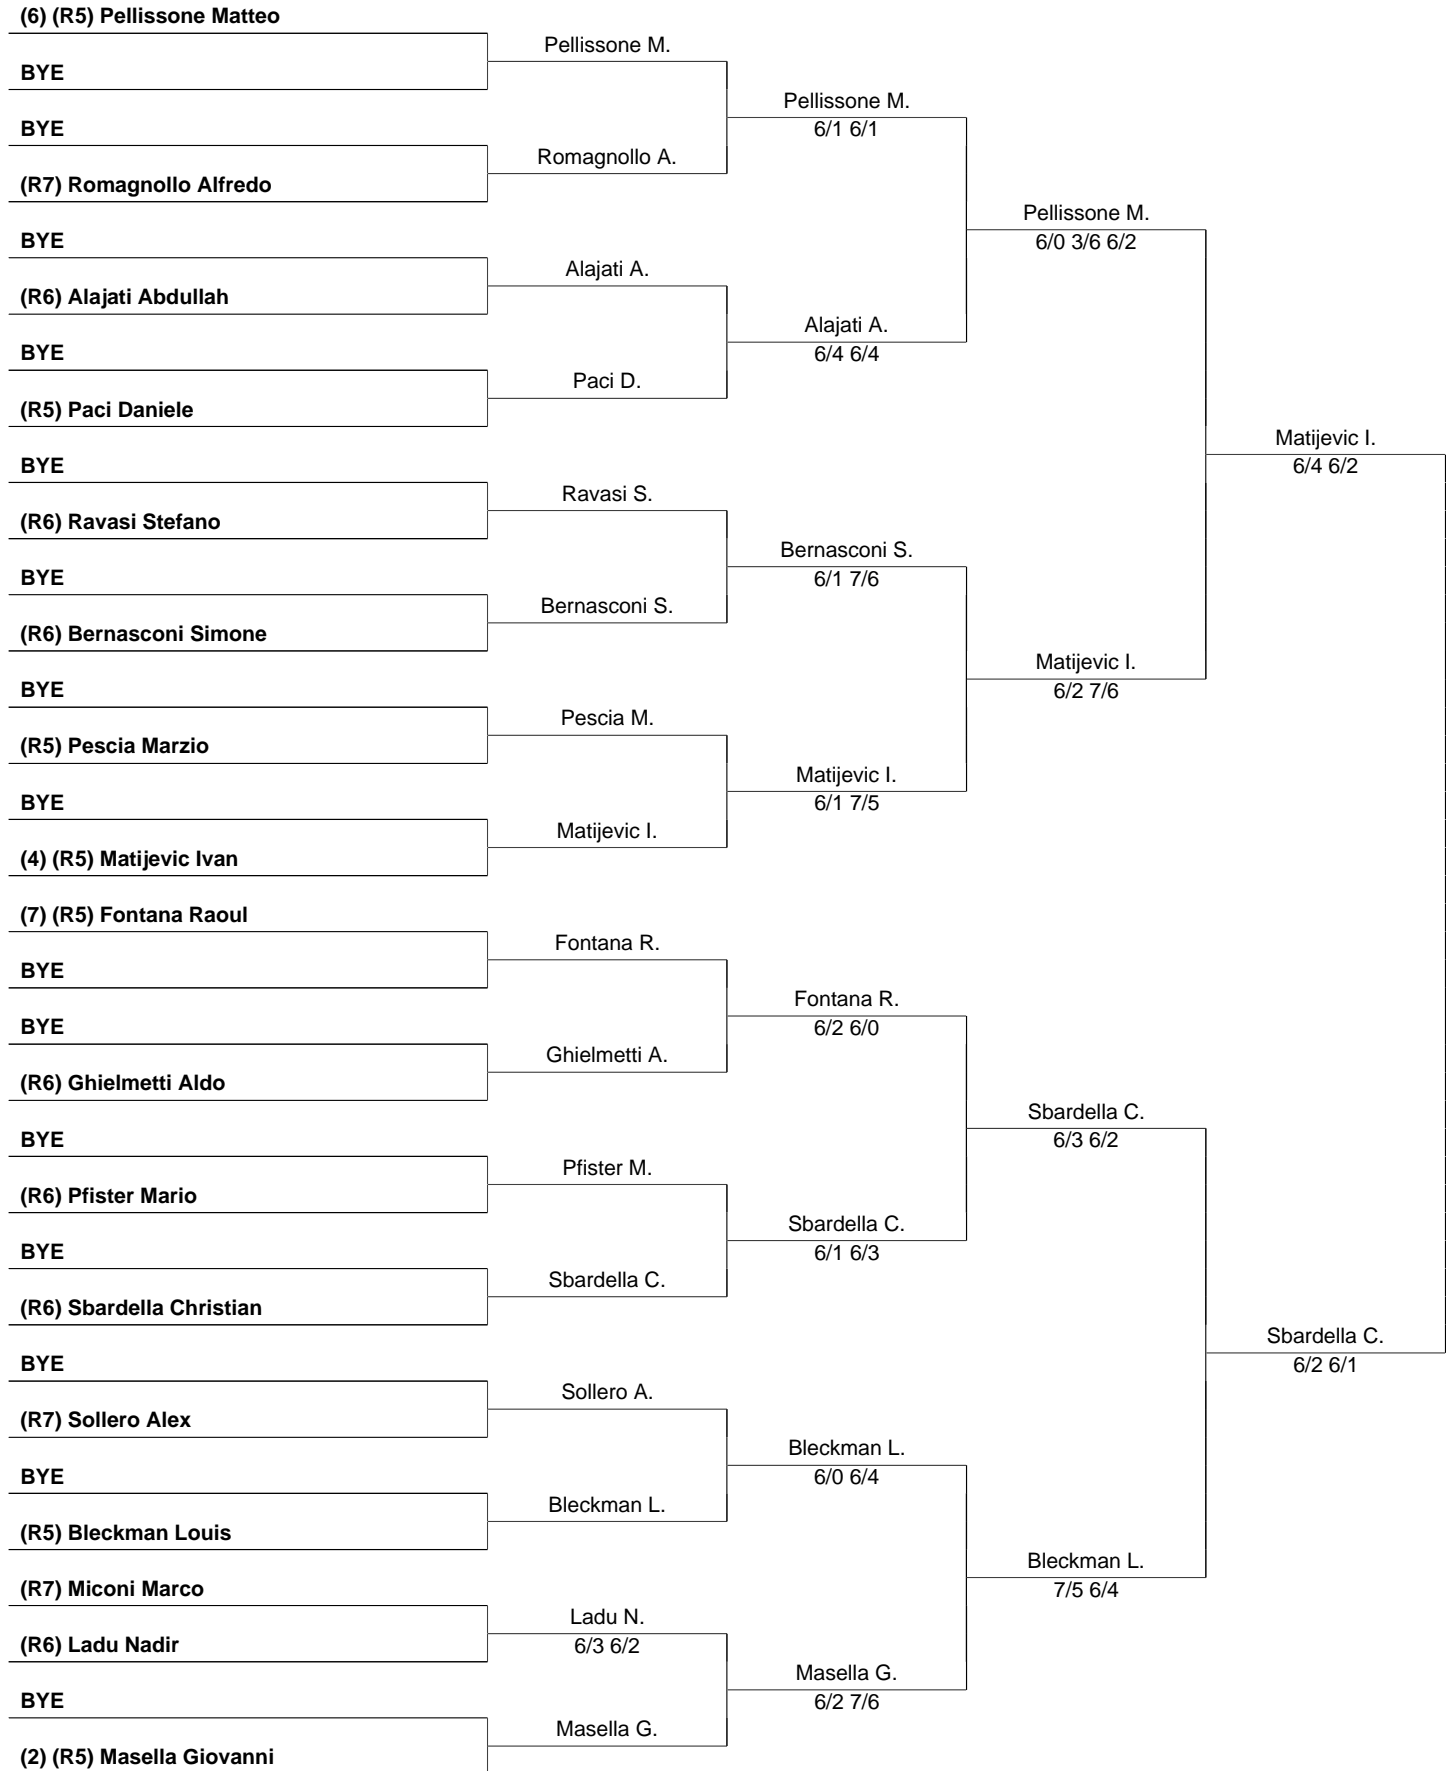 (6) (R5) Pellissone Matteo
Pellissone M.
BYE
Pellissone M.
BYE
6/1 6/1
Romagnollo A.
(R7) Romagnollo Alfredo
Pellissone M.
BYE
6/0 3/6 6/2
Alajati A.
(R6) Alajati Abdullah
Alajati A.
BYE
6/4 6/4
Paci D.
(R5) Paci Daniele
Matijevic I.
BYE
6/4 6/2
Ravasi S.
(R6) Ravasi Stefano
Bernasconi S.
BYE
6/1 7/6
Bernasconi S.
(R6) Bernasconi Simone
Matijevic I.
BYE
6/2 7/6
Pescia M.
(R5) Pescia Marzio
Matijevic I.
BYE
6/1 7/5
Matijevic I.
(4) (R5) Matijevic Ivan
(7) (R5) Fontana Raoul
Fontana R.
BYE
Fontana R.
BYE
6/2 6/0
Ghielmetti A.
(R6) Ghielmetti Aldo
Sbardella C.
BYE
6/3 6/2
Pfister M.
(R6) Pfister Mario
Sbardella C.
BYE
6/1 6/3
Sbardella C.
(R6) Sbardella Christian
Sbardella C.
BYE
6/2 6/1
Sollero A.
(R7) Sollero Alex
Bleckman L.
BYE
6/0 6/4
Bleckman L.
(R5) Bleckman Louis
Bleckman L.
(R7) Miconi Marco
7/5 6/4
Ladu N.
(R6) Ladu Nadir
6/3 6/2
Masella G.
BYE
6/2 7/6
Masella G.
(2) (R5) Masella Giovanni